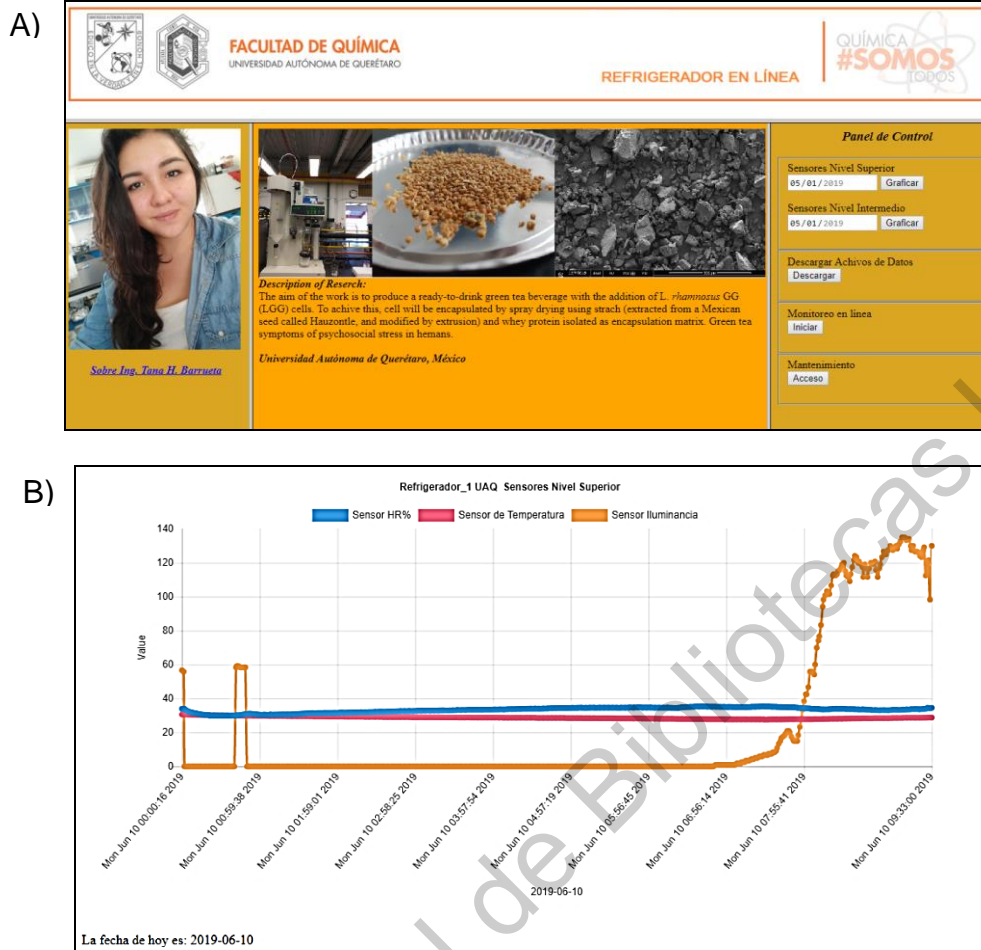 A)
FACULTAD DE QUÍMICA
UNIVERSIDAD AUTÓNOMA DE QUERÉTARO
REFRIGERADOR EN LÍNEA
QUÍMICA
#SOMOS
TODOS
Sobre Ing. Tana H. Barrueta
Description of Reserch:
The aim of the work is to produce a ready-to-drink green tea beverage with the addition of L. rhamnosus GG
(LGG) cells. To achive this, cell will be encapsulated by spray drying using strach (extracted from a Mexican
seed called Hauzontle, and modified by extrusion) and whey protein isolated as encapsulation matrix. Green tea
symptoms of psychosocial stress in hemans.
Universidad Autónoma de Querétaro, México
Panel de Control
Sensores Nivel Superior
05/01/2019 Graficar
Sensores Nivel Intermedio
05/01/2019 Graficar
Descargar Achivos de Datos
Descargar
Monitoreo en línea
Iniciar
Mantenimiento
Acceso
B)
Refrigerador_1 UAQ Sensores Nivel Superior
Sensor HR% Sensor de Temperatura Sensor Iluminancia
Value
140
120
100
80
60
40
20
0
Mon Jun 10 00:00:16 2019
Mon Jun 10 00:59:38 2019
Mon Jun 10 01:59:01 2019
Mon Jun 10 02:58:25 2019
Mon Jun 10 03:57:54 2019
Mon Jun 10 04:57:19 2019
Mon Jun 10 05:56:45 2019
Mon Jun 10 06:56:14 2019
Mon Jun 10 07:55:41 2019
Mon Jun 10 09:33:00 2019
2019-06-10
La fecha de hoy es: 2019-06-10
de Bibliotecas